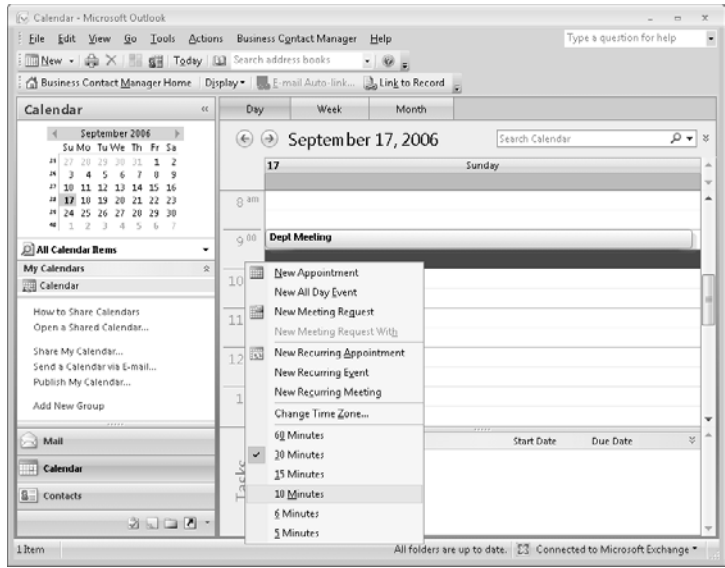 Calendar - Microsoft Outlook
File Edit View Go Tools Actions Business Contact Manager Help Type a question for help
New Today Search address books
Business Contact Manager Home Display E-mail Auto-link... Link to Record
Calendar «
September 2006
Su Mo Tu We Th Fr Sa
27 28 29 30 31 1 2
3 4 5 6 7 8 9
10 11 12 13 14 15 16
17 18 19 20 21 22 23
24 25 26 27 28 29 30
1 2 3 4 5 6 7
All Calendar Items
My Calendars
Calendar
How to Share Calendars
Open a Shared Calendar...
Share My Calendar...
Send a Calendar via E-mail...
Publish My Calendar...
Add New Group
Mail
Calendar
Contacts
Day Week Month
September 17, 2006 Search Calendar
17 Sunday
8 am
9 00 Dept Meeting
10
11
12
1
New Appointment
New All Day Event
New Meeting Request
New Meeting Request With
New Recurring Appointment
New Recurring Event
New Recurring Meeting
Change Time Zone...
60 Minutes
30 Minutes
15 Minutes
10 Minutes
6 Minutes
5 Minutes
Tasks
Start Date Due Date
1 Item All folders are up to date. Connected to Microsoft Exchange